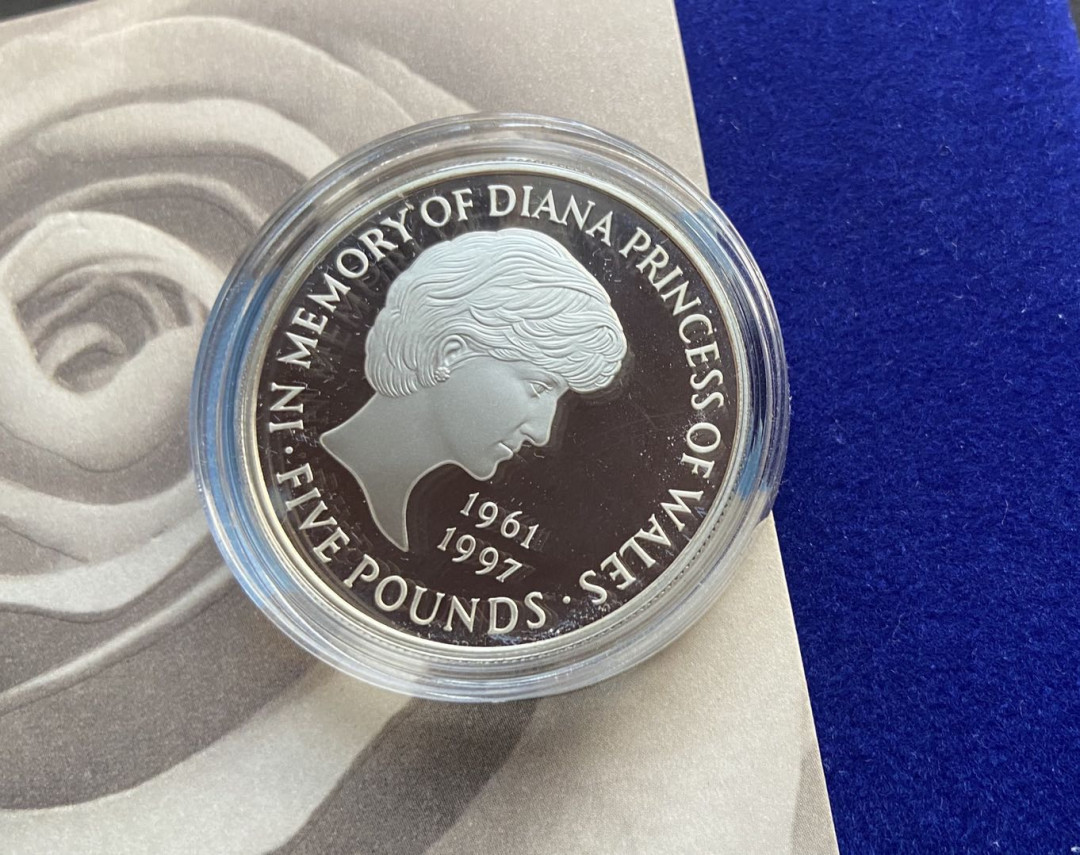 · IN MEMORY OF DIANA PRINCESS OF WALES ·
FIVE POUNDS
1961
1997